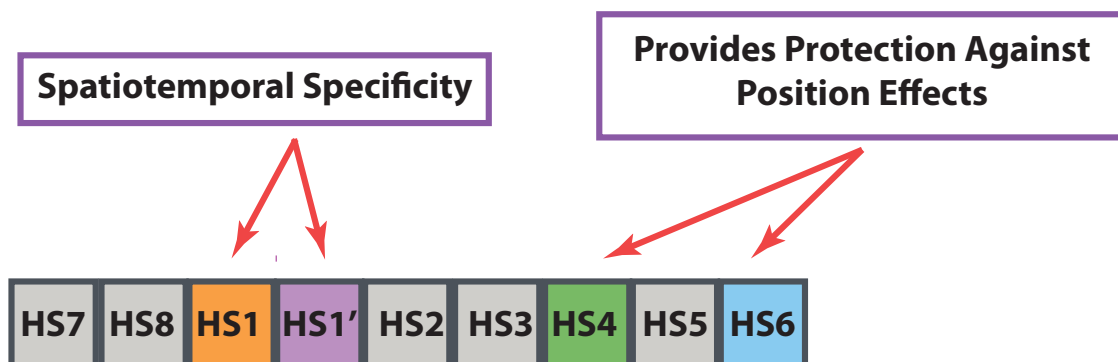 Spatiotemporal Specificity
Provides Protection Against
Position Effects
HS7 HS8 HS1 HS1’ HS2 HS3 HS4 HS5 HS6